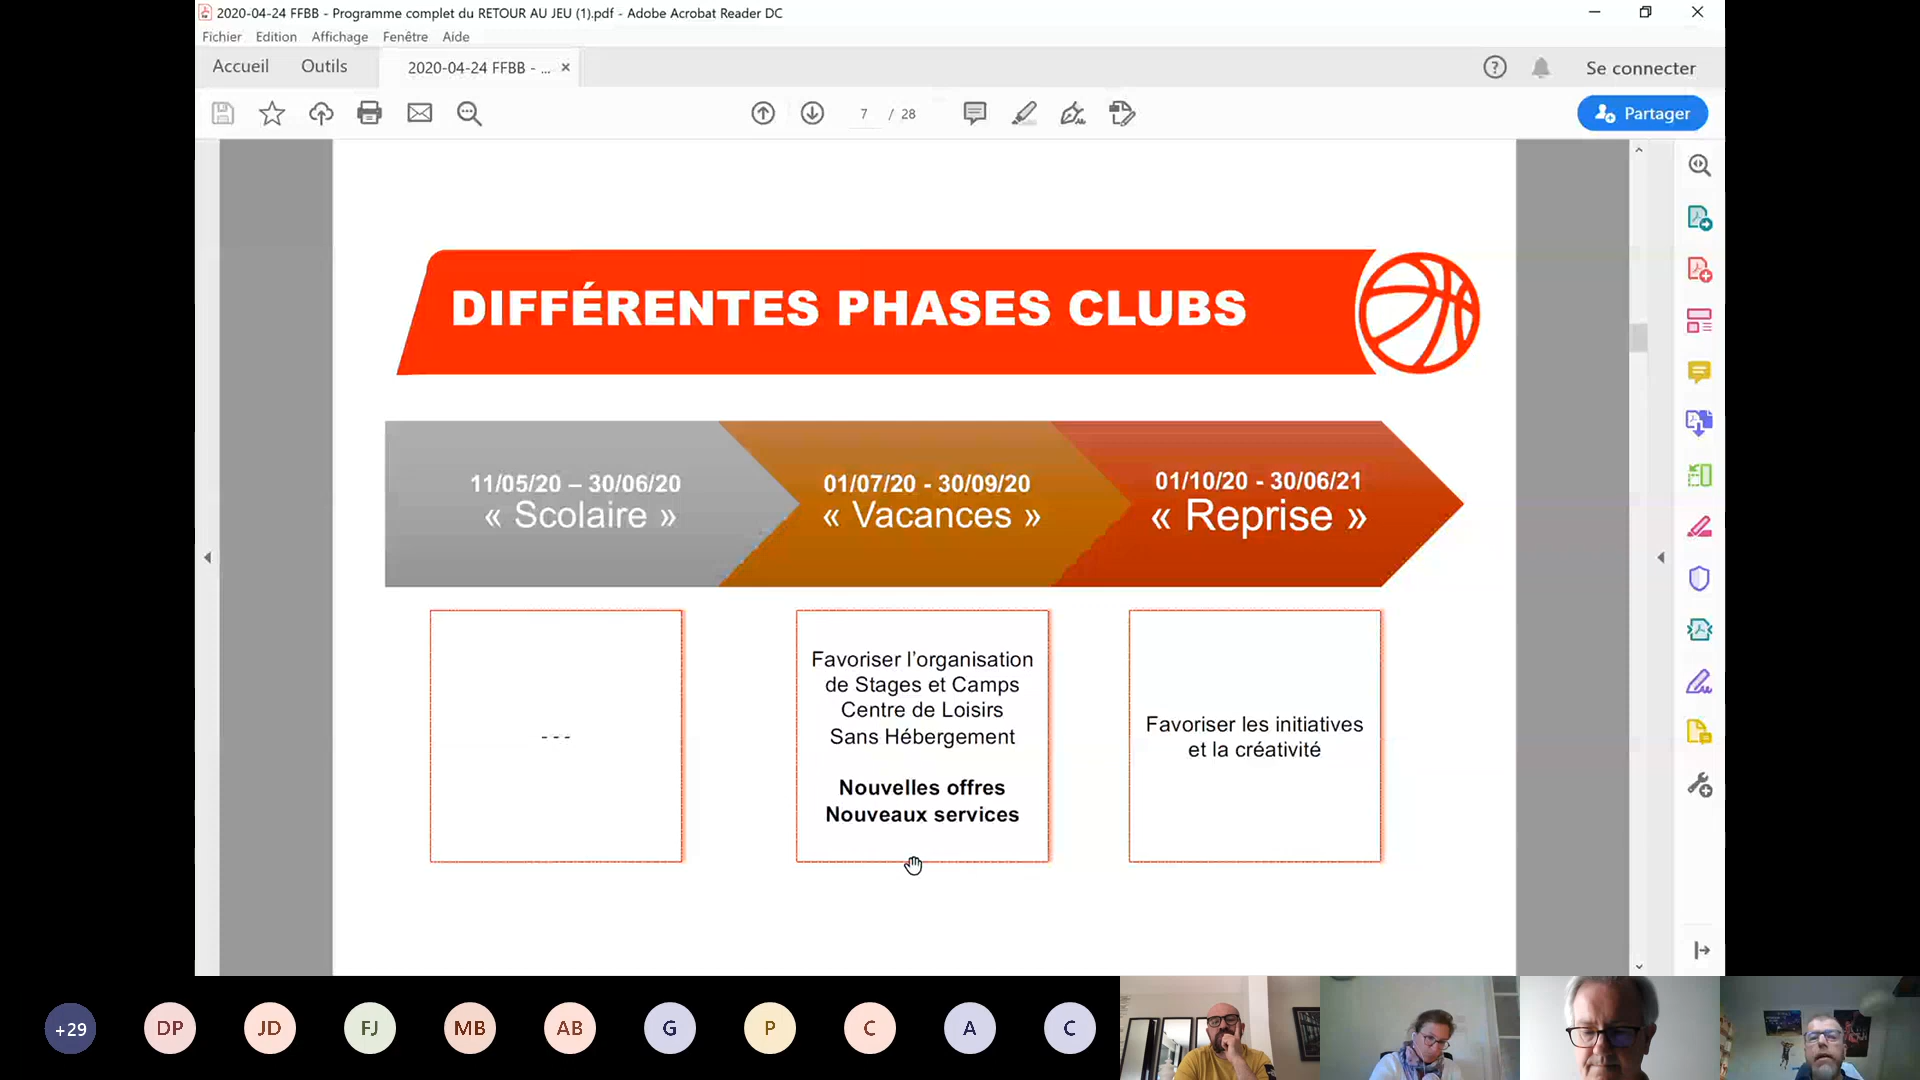 2020-04-24 FFBB - Programme complet du RETOUR AU JEU (1).pdf - Adobe Acrobat Reader DC
Fichier Edition Affichage Fenêtre Aide
Accueil Outils 2020-04-24 FFBB - ... × Se connecter
7 / 28 Partager
DIFFÉRENTES PHASES CLUBS
11/05/20 – 30/06/20
« Scolaire »
01/07/20 - 30/09/20
« Vacances »
01/10/20 - 30/06/21
« Reprise »
- - -
Favoriser l’organisation
de Stages et Camps
Centre de Loisirs
Sans Hébergement
Nouvelles offres
Nouveaux services
Favoriser les initiatives
et la créativité
+29 DP JD FJ MB AB G P C A C